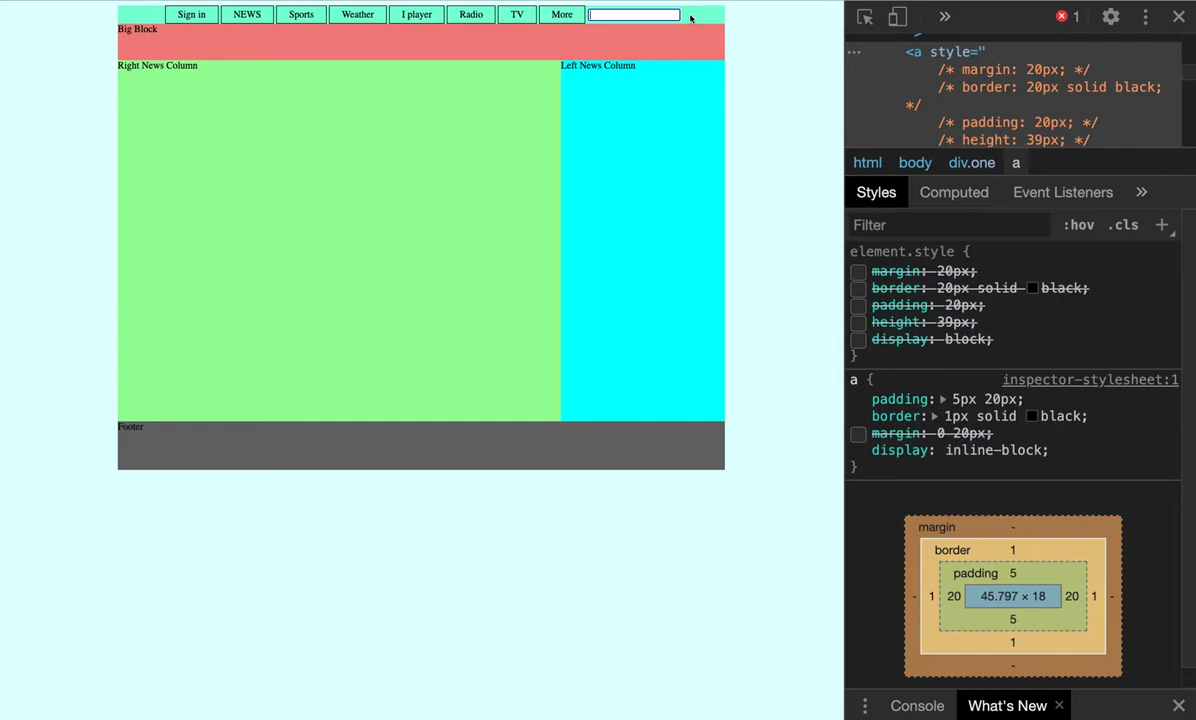 Sign in NEWS Sports Weather I player Radio TV More
Big Block
Right News Column Left News Column
Footer
1
<a style="
/* margin: 20px; */
/* border: 20px solid black;
*/
/* padding: 20px; */
/* height: 39px; */
html body div.one a
Styles Computed Event Listeners
Filter :hov .cls
element.style {
margin: 20px;
border: 20px solid black;
padding: 20px;
height: 39px;
display: block;
}
a { inspector-stylesheet:1
padding: 5px 20px;
border: 1px solid black;
margin: 0 20px;
display: inline-block;
}
margin -
border 1
padding 5
- 1 20 45.797 × 18 20 1 -
5
1
-
Console What's New